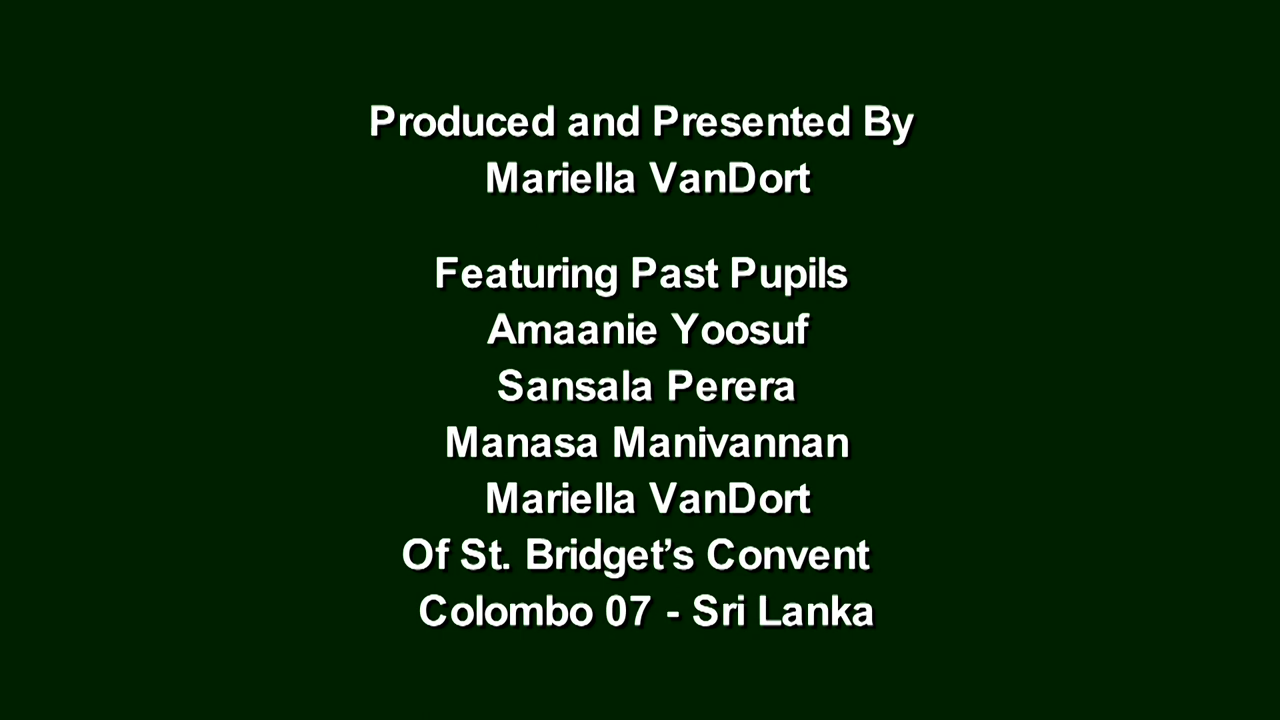 Produced and Presented By
Mariella VanDort
Featuring Past Pupils
Amaanie Yoosuf
Sansala Perera
Manasa Manivannan
Mariella VanDort
Of St. Bridget’s Convent
Colombo 07 - Sri Lanka